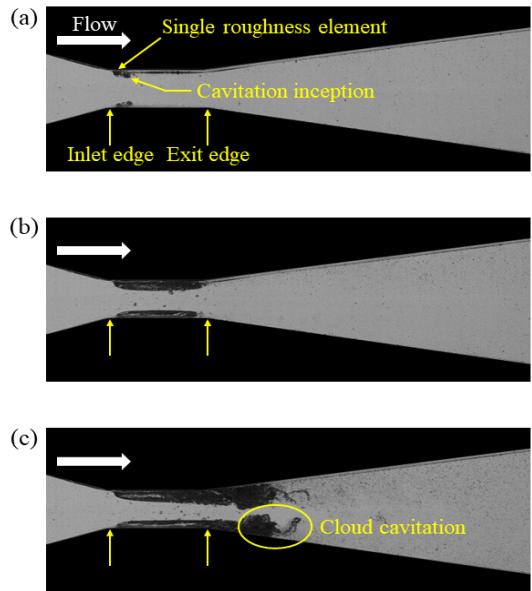 (a)
Flow
Single roughness element
Cavitation inception
Inlet edge
Exit edge
(b)
(c)
Cloud cavitation